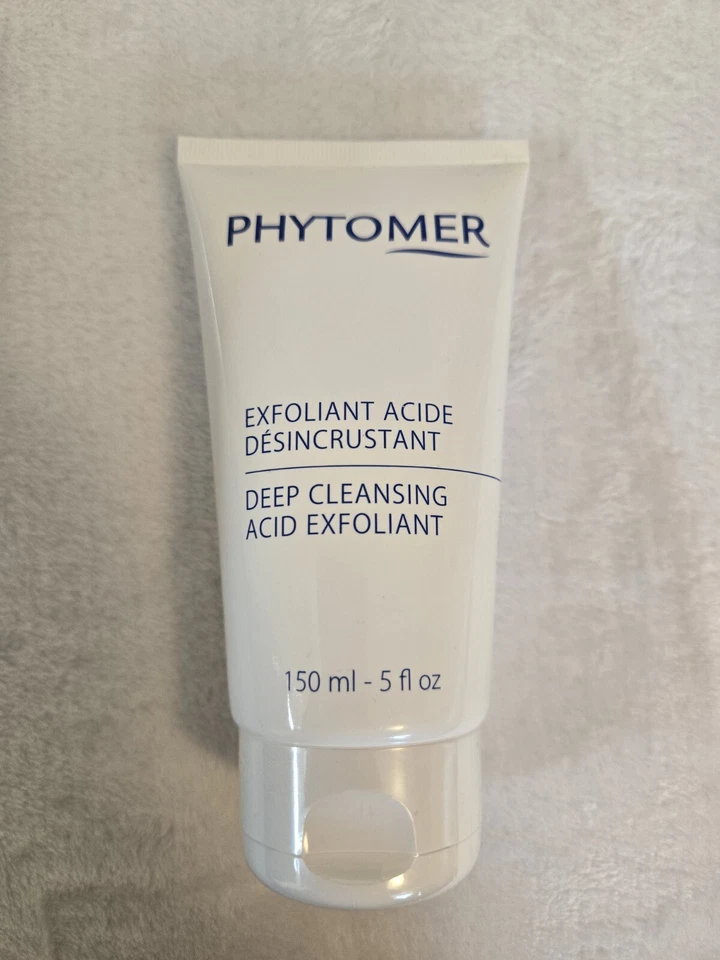 PHYTOMER
EXFOLIANT ACIDE
DÉSINCRUSTANT
DEEP CLEANSING
ACID EXFOLIANT
150 ml - 5 fl oz